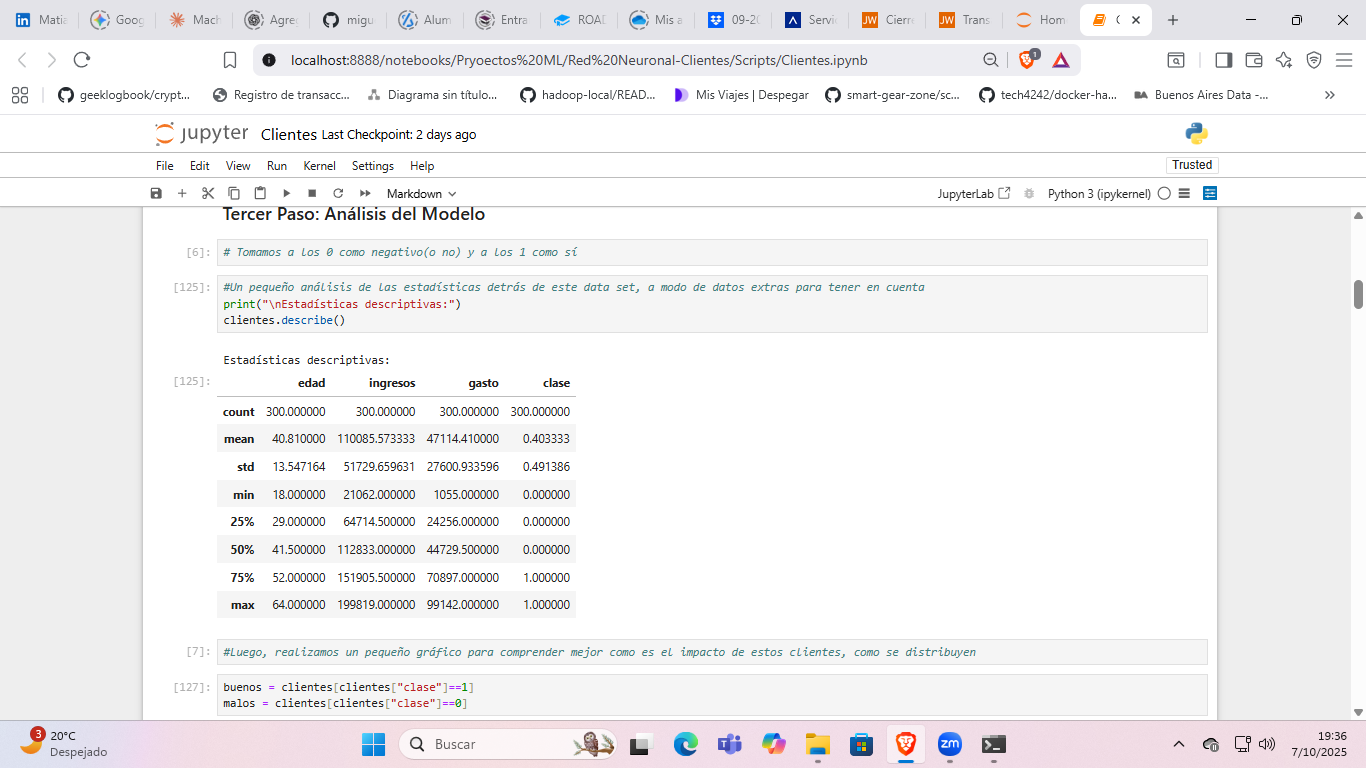 Matia
Goog
Mach
Agre
migu
Alum
Entra
ROAD
Mis a
09-20
Servi
Cierre
Trans
Hom
localhost:8888/notebooks/Pryoectos%20ML/Red%20Neuronal-Clientes/Scripts/Clientes.ipynb
1
geeklogbook/crypt...
Registro de transacc...
Diagrama sin título...
hadoop-local/READ...
Mis Viajes | Despegar
smart-gear-zone/sc...
tech4242/docker-ha...
BA Buenos Aires Data -...
jupyter Clientes Last Checkpoint: 2 days ago
File Edit View Run Kernel Settings Help
Trusted
Markdown
JupyterLab
Python 3 (ipykernel)
Tercer Paso: Análisis del Modelo
[6]: # Tomamos a los 0 como negativo(o no) y a los 1 como sí
[125]: #Un pequeño análisis de las estadísticas detrás de este data set, a modo de datos extras para tener en cuenta
print("\nEstadísticas descriptivas:")
clientes.describe()
Estadísticas descriptivas:
[125]: edad ingresos gasto clase
count 300.000000 300.000000 300.000000 300.000000
mean 40.810000 110085.573333 47114.410000 0.403333
std 13.547164 51729.659631 27600.933596 0.491386
min 18.000000 21062.000000 1055.000000 0.000000
25% 29.000000 64714.500000 24256.000000 0.000000
50% 41.500000 112833.000000 44729.500000 0.000000
75% 52.000000 151905.500000 70897.000000 1.000000
max 64.000000 199819.000000 99142.000000 1.000000
[7]: #Luego, realizamos un pequeño gráfico para comprender mejor como es el impacto de estos clientes, como se distribuyen
[127]: buenos = clientes[clientes["clase"]==1]
malos = clientes[clientes["clase"]==0]
3
20°C
Despejado
Buscar
zm
19:36
7/10/2025